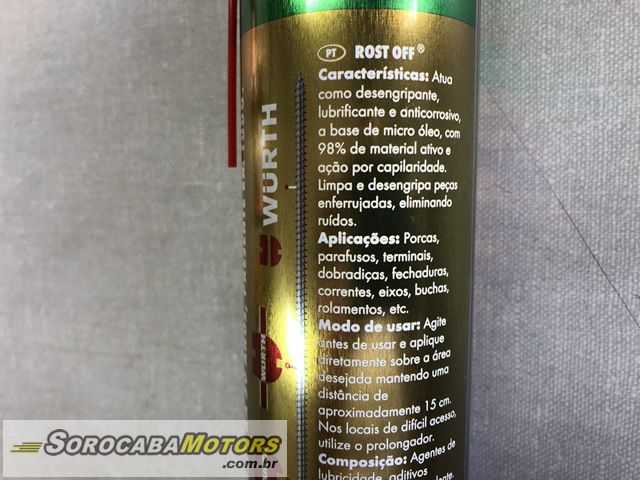 PT ROST OFF®
Características: Atua
como desengripante,
lubrificante e anticorrosivo,
a base de micro óleo, com
98% de material ativo e
ação por capilaridade.
Limpa e desengripa peças
enferrujadas, eliminando
ruídos.
Aplicações: Porcas,
parafusos, terminais,
dobradiças, fechaduras,
correntes, eixos, buchas,
rolamentos, etc.
Modo de usar: Agite
antes de usar e aplique
diretamente sobre a área
desejada mantendo uma
distância de
aproximadamente 15 cm.
Nos locais de difícil acesso,
utilize o prolongador.
Composição: Agentes de
lubricidade, aditivos
WÜRTH
WÜRTH
SOROCABAMOTORS
.com.br